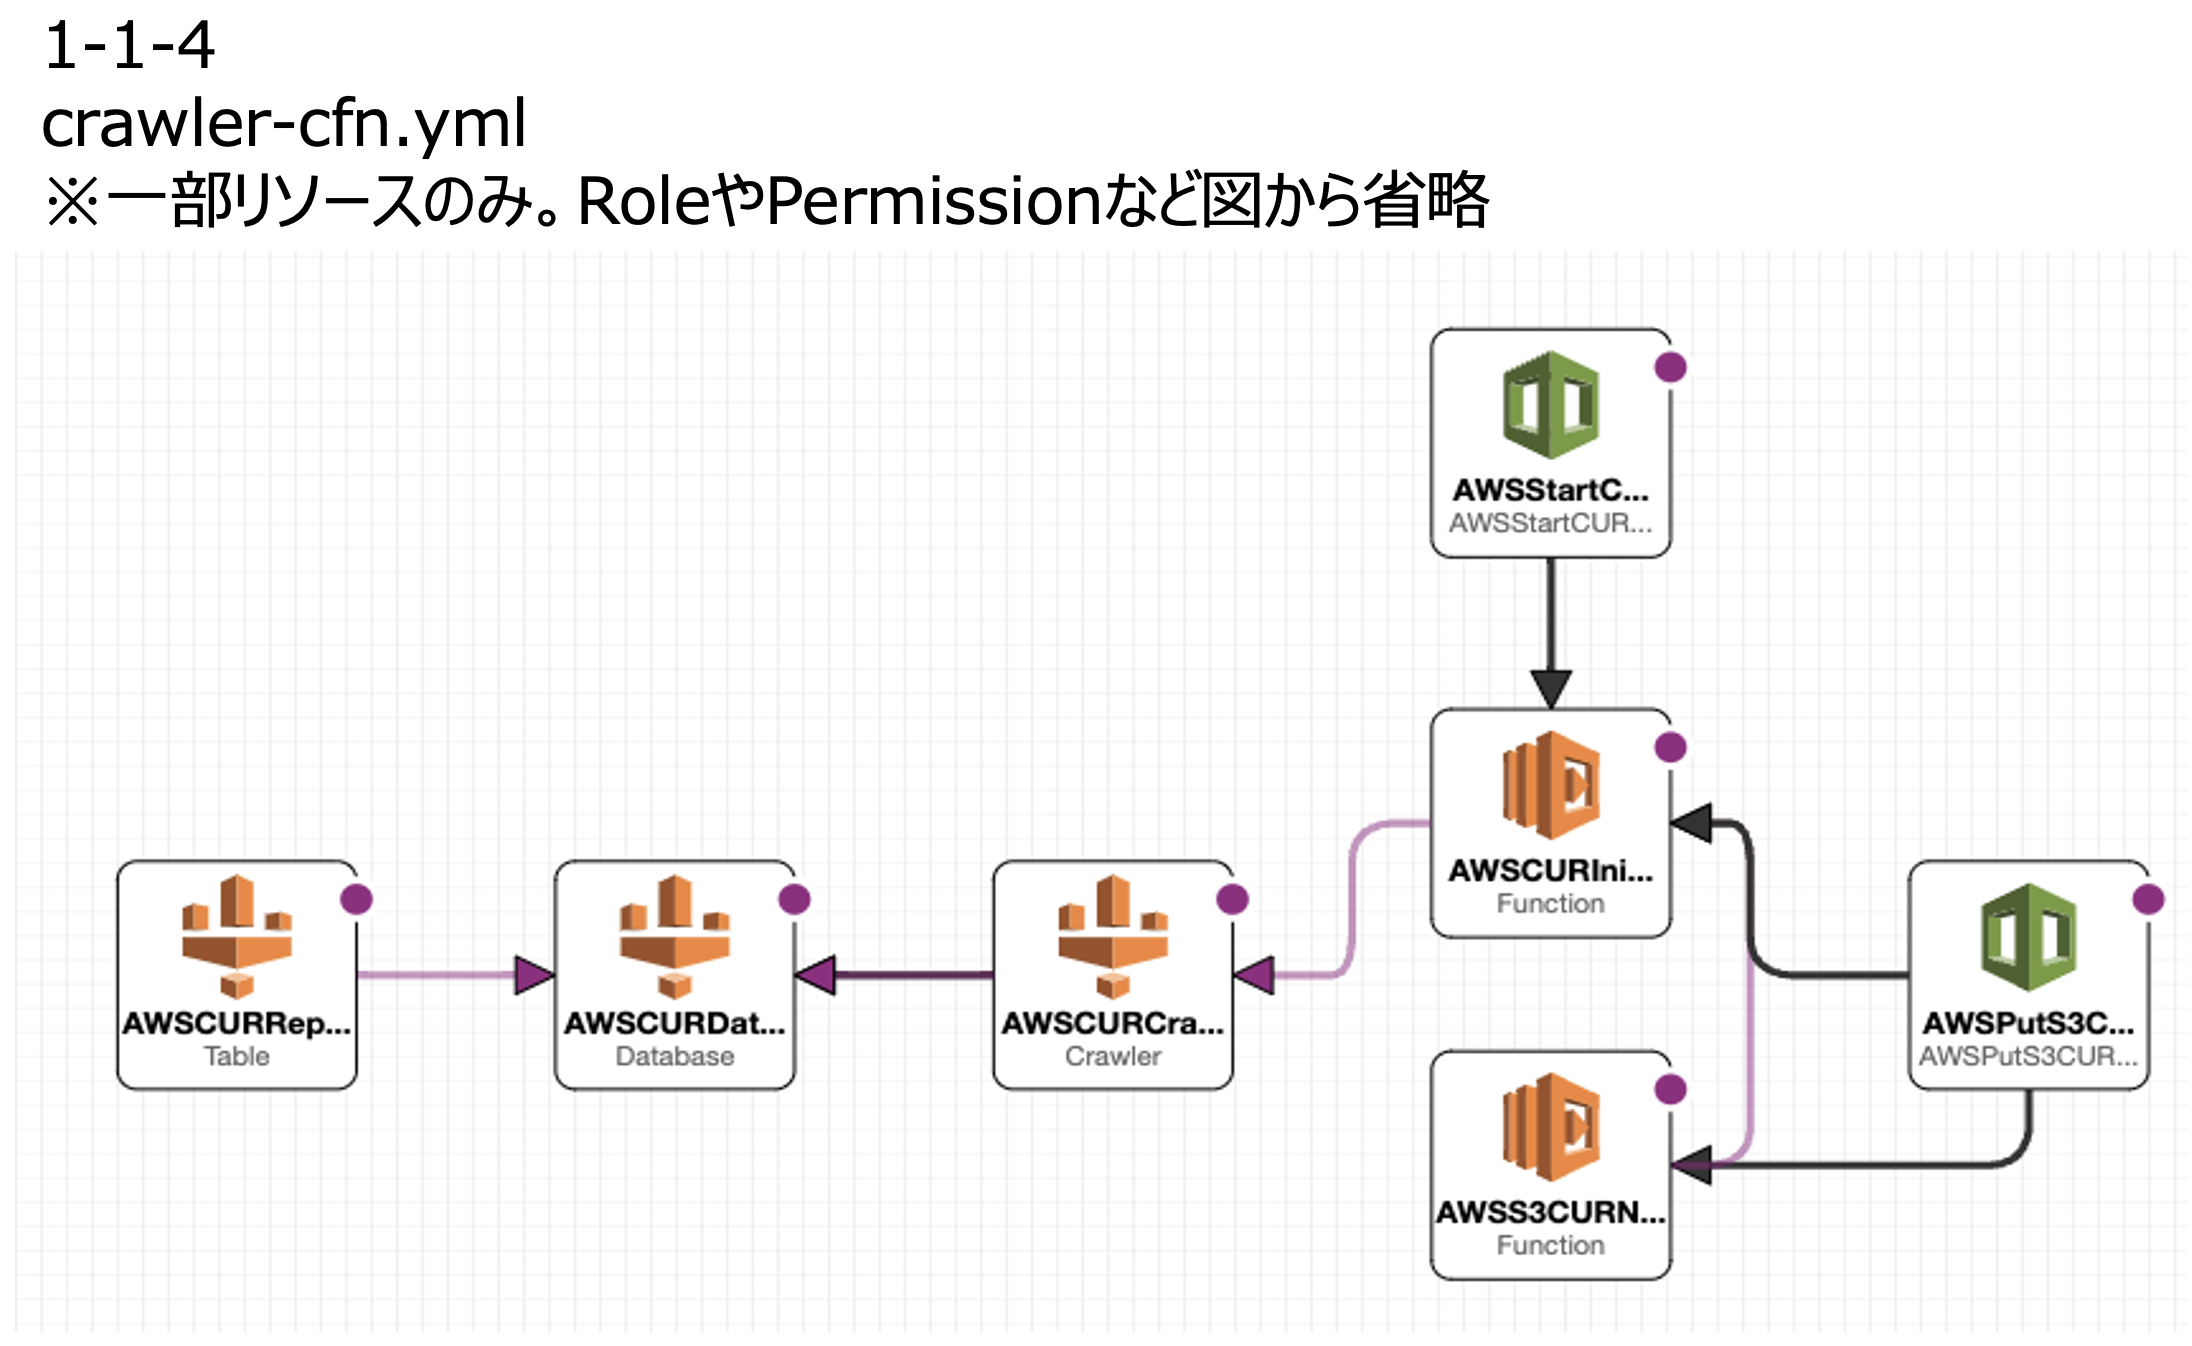 1-1-4
crawler-cfn.yml
※一部リソースのみ。RoleやPermissionなど図から省略
AWSStartC...
AWSStartCUR...
AWSCURIni...
Function
AWSCURRep...
Table
AWSCURDat...
Database
AWSCURCra...
Crawler
AWSPutS3C...
AWSPutS3CUR...
AWSS3CURN...
Function